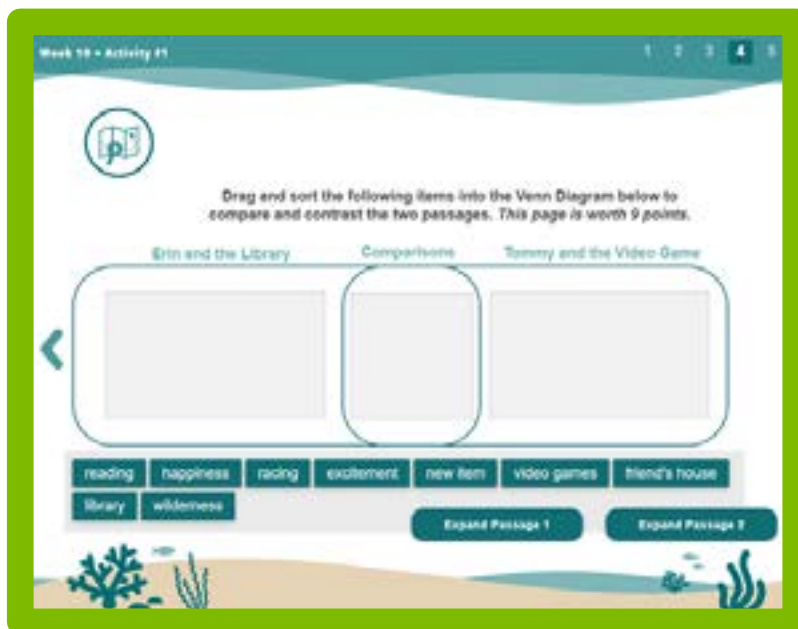 Week 10 • Activity #1
1 2 3 4 5
Drag and sort the following items into the Venn Diagram below to
compare and contrast the two passages. This page is worth 9 points.
Erin and the Library Comparisons Tommy and the Video Game
reading happiness racing excitement new item video games friend's house
library wilderness
Expand Passage 1 Expand Passage 2